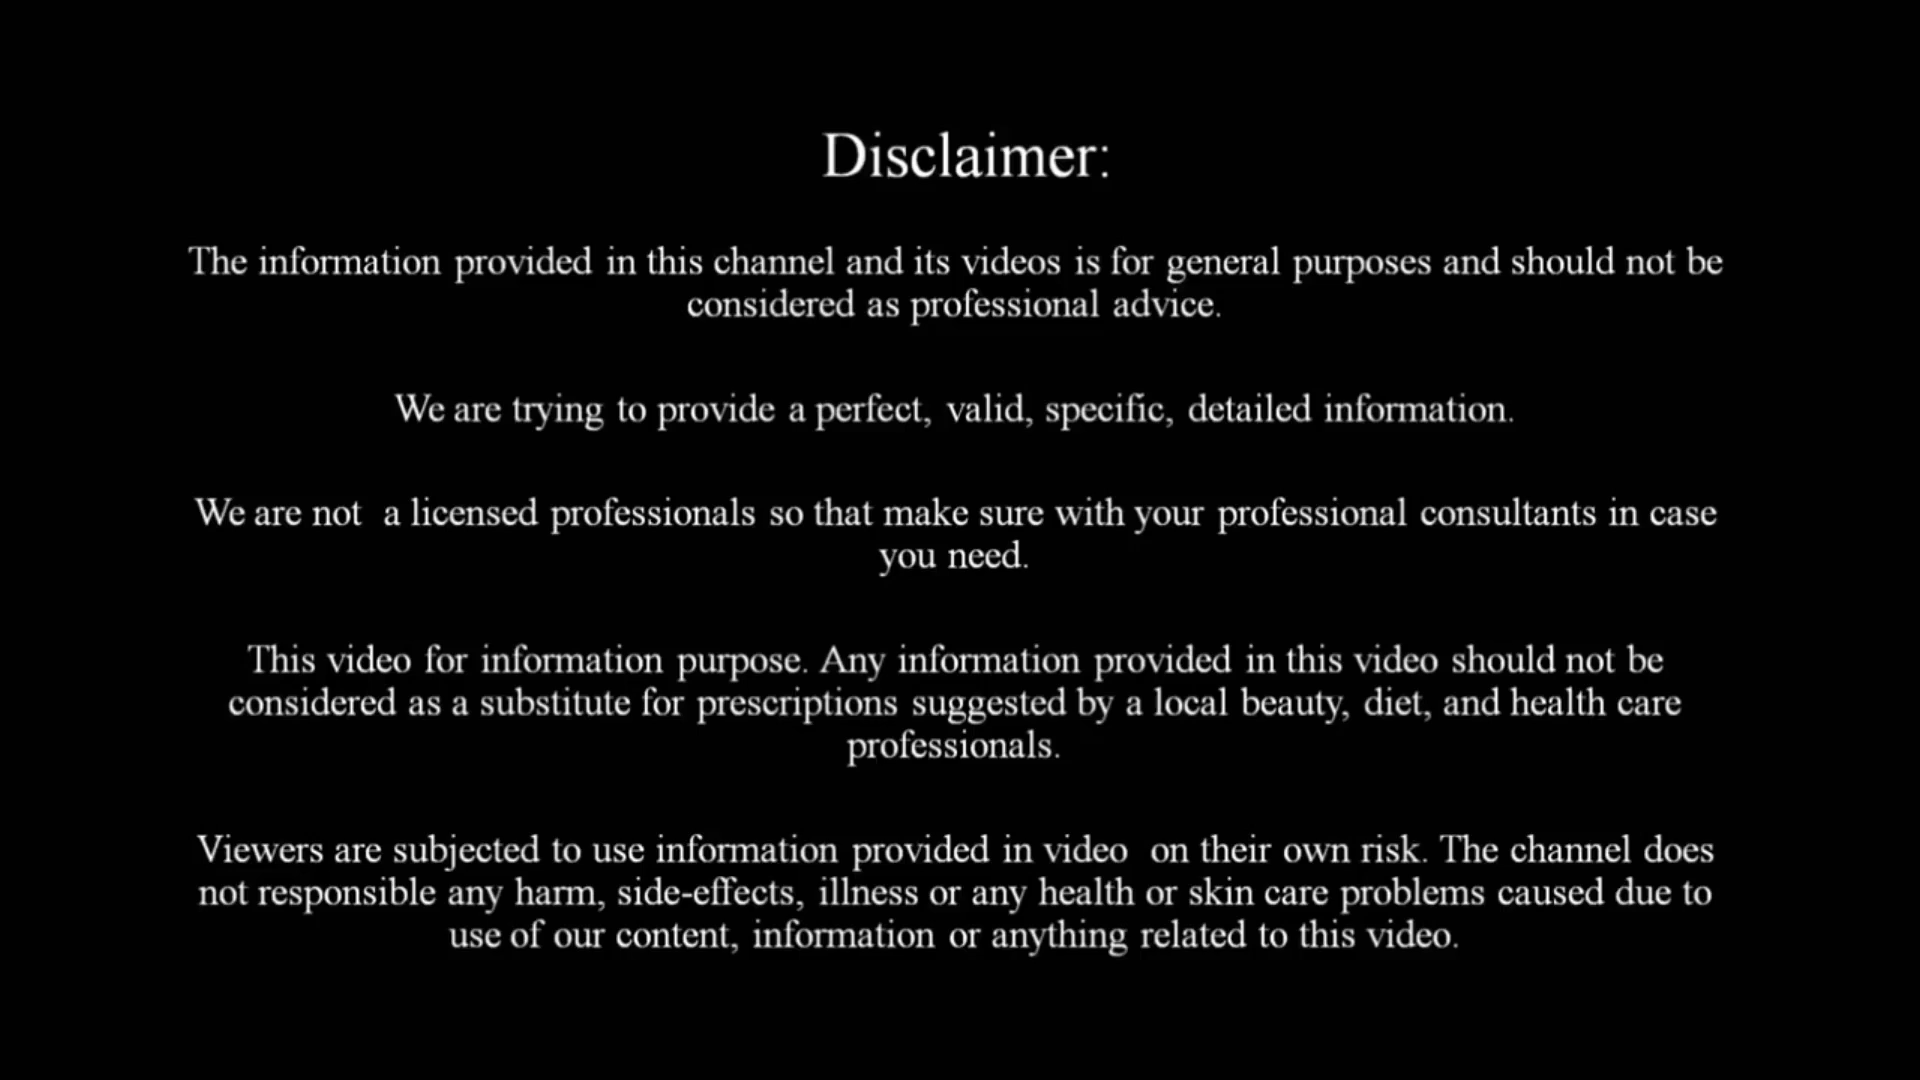 Disclaimer:
The information provided in this channel and its videos is for general purposes and should not be
considered as professional advice.
We are trying to provide a perfect, valid, specific, detailed information.
We are not  a licensed professionals so that make sure with your professional consultants in case
you need.
This video for information purpose. Any information provided in this video should not be
considered as a substitute for prescriptions suggested by a local beauty, diet, and health care
professionals.
Viewers are subjected to use information provided in video  on their own risk. The channel does
not responsible any harm, side-effects, illness or any health or skin care problems caused due to
use of our content, information or anything related to this video.